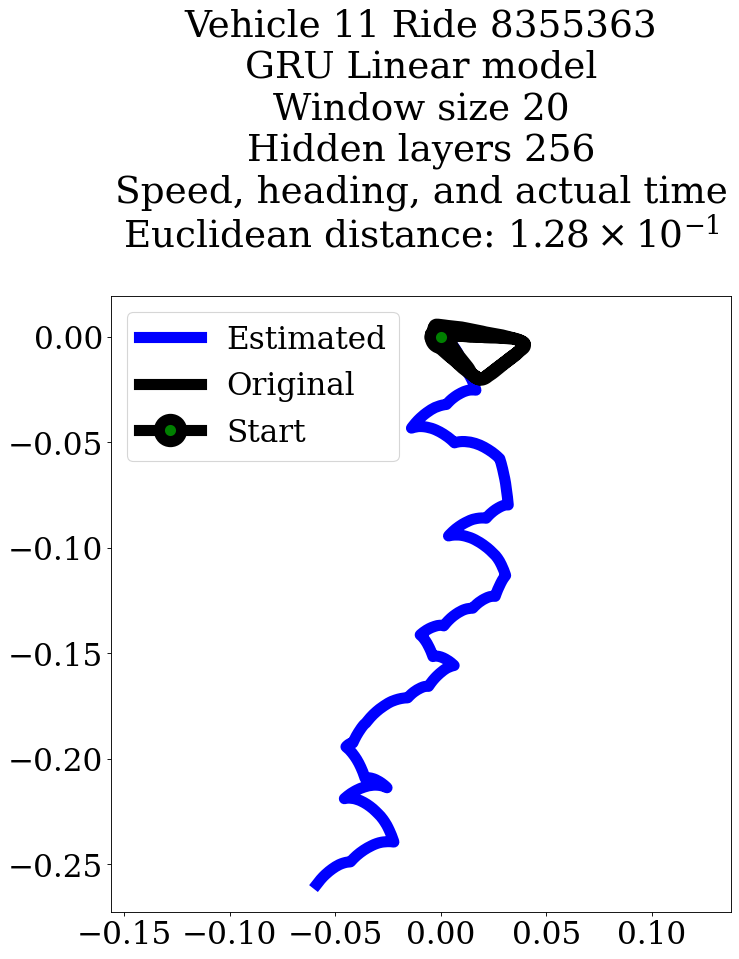 Vehicle 11 Ride 8355363
GRU Linear model
Window size 20
Hidden layers 256
Speed, heading, and actual time
Euclidean distance: 1.28 × 10⁻¹
Estimated
Original
Start
0.00
−0.05
−0.10
−0.15
−0.20
−0.25
−0.15 −0.10 −0.05 0.00 0.05 0.10